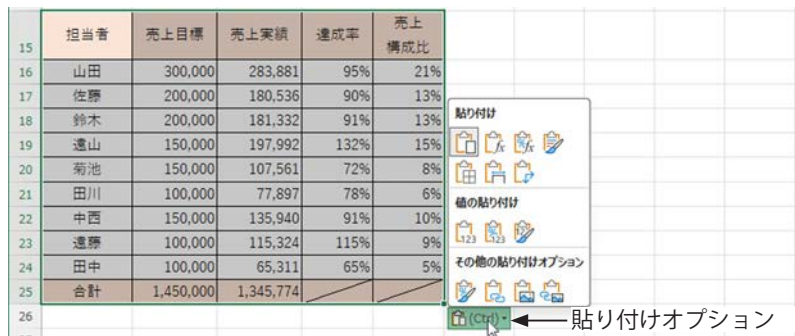 担当者 売上目標 売上実績 達成率 売上
構成比
15
16 山田 300,000 283,881 95% 21%
17 佐藤 200,000 180,536 90% 13%
18 鈴木 200,000 181,332 91% 13%
19 遠山 150,000 197,992 132% 15%
20 菊池 150,000 107,561 72% 8%
21 田川 100,000 77,897 78% 6%
22 中西 150,000 135,940 91% 10%
23 遠藤 100,000 115,324 115% 9%
24 田中 100,000 65,311 65% 5%
25 合計 1,450,000 1,345,774
26
貼り付け
値の貼り付け
123 123
その他の貼り付けオプション
(Ctrl)
貼り付けオプション